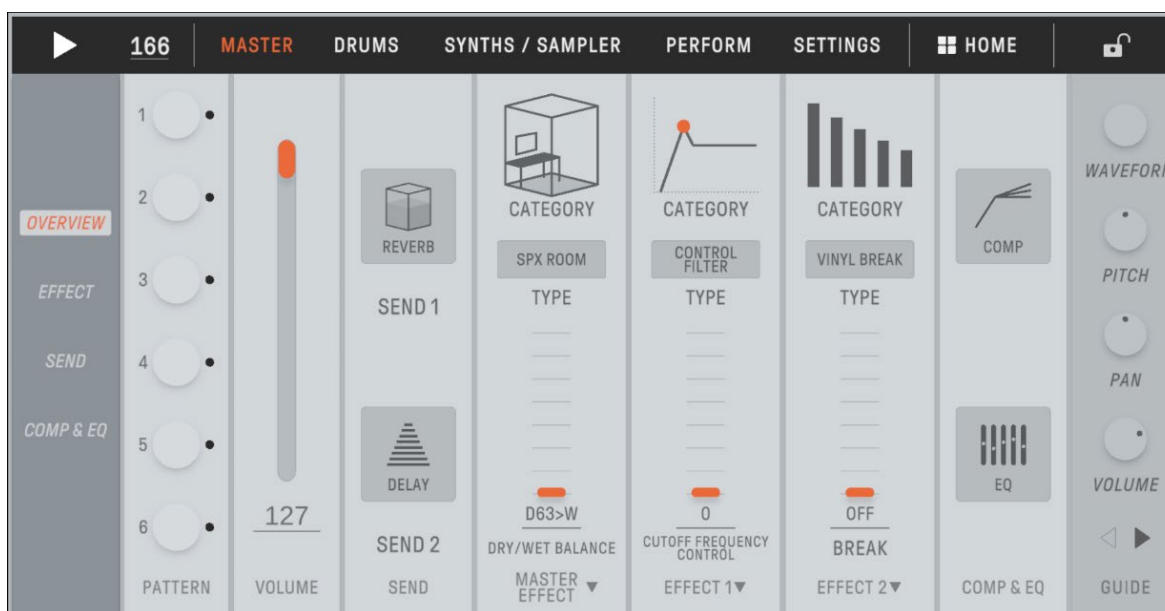 166 MASTER DRUMS SYNTHS / SAMPLER PERFORM SETTINGS HOME
OVERVIEW
EFFECT
SEND
COMP & EQ
1
2
3
4
5
6
PATTERN
127
VOLUME
REVERB
SEND 1
DELAY
SEND 2
SEND
CATEGORY
SPX ROOM
TYPE
D63>W
DRY/WET BALANCE
MASTER
EFFECT ▼
CATEGORY
CONTROL
FILTER
TYPE
0
CUTOFF FREQUENCY
CONTROL
EFFECT 1▼
CATEGORY
VINYL BREAK
TYPE
OFF
BREAK
EFFECT 2▼
COMP
EQ
COMP & EQ
WAVEFORM
PITCH
PAN
VOLUME
GUIDE